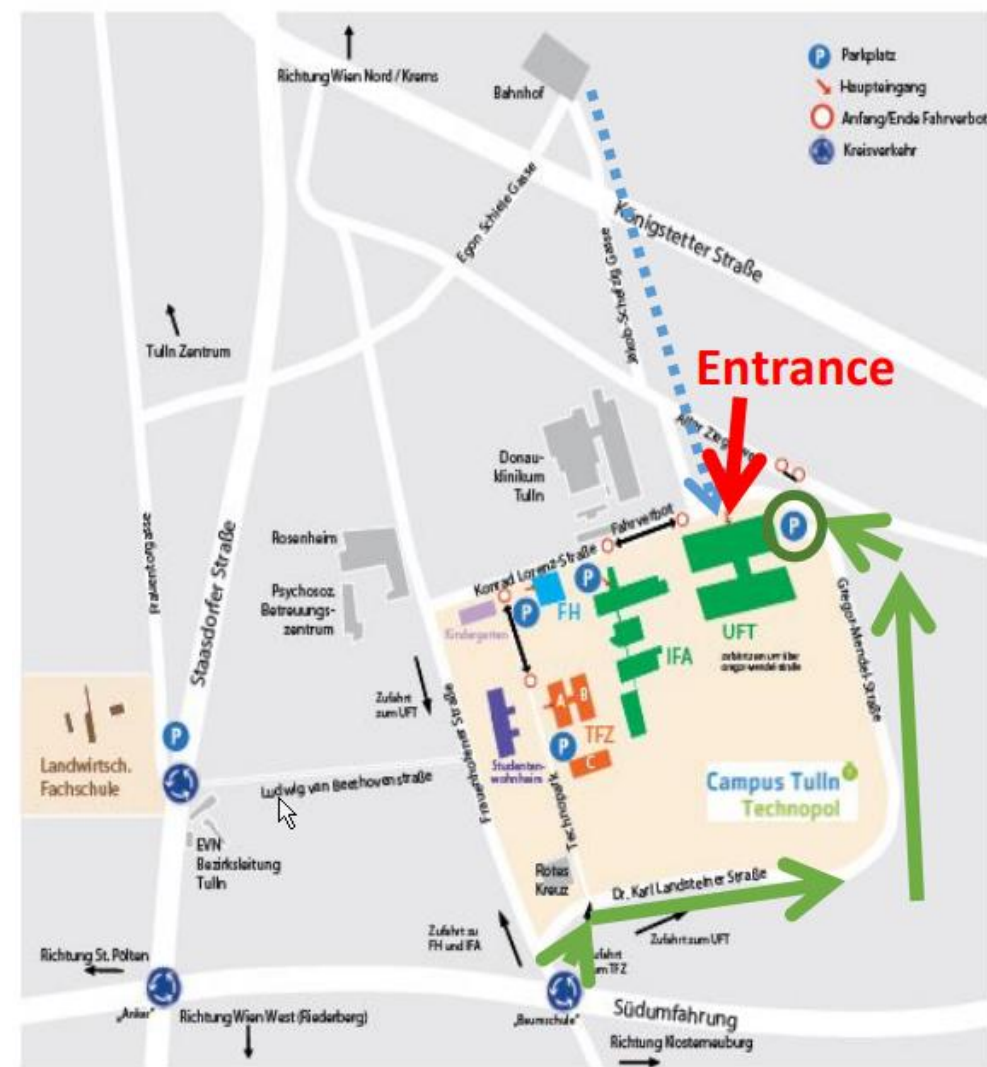 Richtung Wien Nord / Krems
Bahnhof
Parkplatz
Haupteingang
Anfang/Ende Fahrverbot
Kreisverkehr
Egon Schiele Gasse
Königstetter Straße
Tulln Zentrum
Entrance
Donau-
klinikum
Tulln
Fahrverbot
Konrad Lorenz-Straße
Frauentorgasse
Staasdorfer Straße
Rosenheim
Psychosoz.
Betreuungs-
zentrum
Kindergarten
P
P
P
P
FH
IFA
UFT
Gregor-Mendel-Straße
Zufahrt
zum UFT
A
B
C
TFZ
P
Studenten-
wohnheim
Technopark
Frauenhofener Straße
P
Landwirtsch.
Fachschule
Ludwig van Beethovenstraße
Campus Tulln
Technopol
EVN
Bezirksleitung
Tulln
Rotes
Kreuz
Dr. Karl Landsteiner Straße
Zufahrt zu
FH und IFA
Zufahrt zum UFT
Richtung St. Pölten
„Anker“
Richtung Wien West (Riederberg)
„Baumschule“
Südumfahrung
Richtung Klosterneuburg